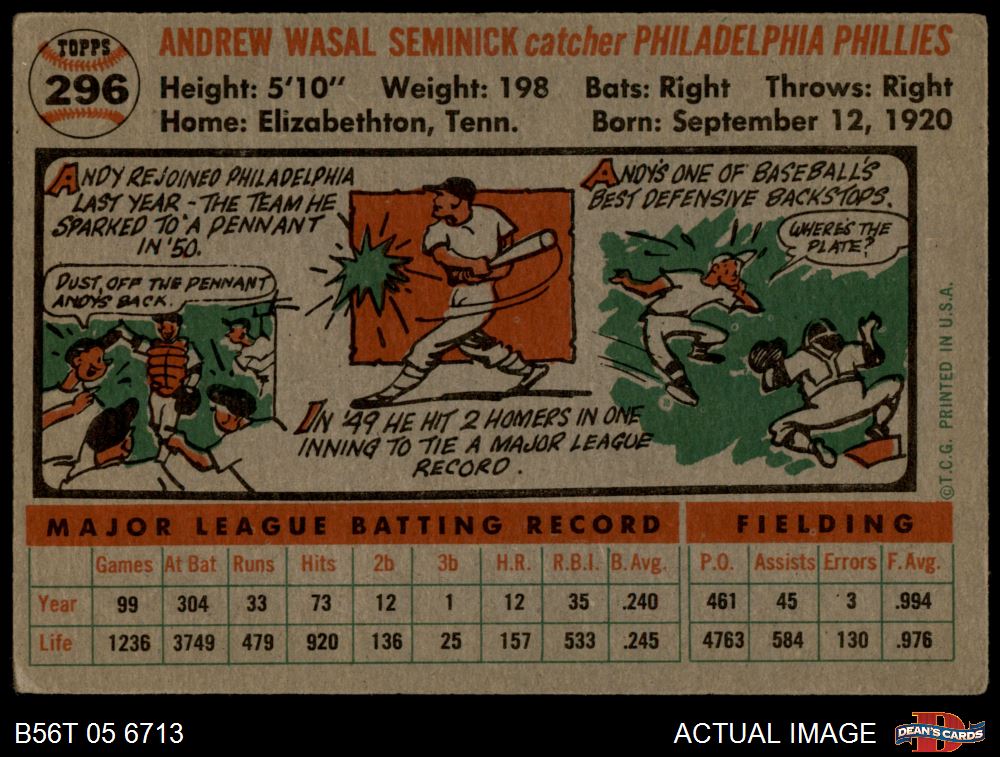 TOPPS
296
ANDREW WASAL SEMINICK catcher PHILADELPHIA PHILLIES
Height: 5'10" Weight: 198 Bats: Right Throws: Right
Home: Elizabethton, Tenn. Born: September 12, 1920
ANDY REJOINED PHILADELPHIA
LAST YEAR - THE TEAM HE
SPARKED TO A PENNANT
IN '50.
DUST OFF THE PENNANT
ANDY'S BACK.
IN '49 HE HIT 2 HOMERS IN ONE
INNING TO TIE A MAJOR LEAGUE
RECORD.
ANDY'S ONE OF BASEBALL'S
BEST DEFENSIVE BACKSTOPS.
WHERE'S THE
PLATE?
©T.C.G. PRINTED IN U.S.A.
MAJOR LEAGUE BATTING RECORD FIELDING
Games At Bat Runs Hits 2b 3b H.R. R.B.I. B.Avg. P.O. Assists Errors F.Avg.
Year 99 304 33 73 12 1 12 35 .240 461 45 3 .994
Life 1236 3749 479 920 136 25 157 533 .245 4763 584 130 .976
B56T 05 6713 ACTUAL IMAGE DEAN'S CARDS